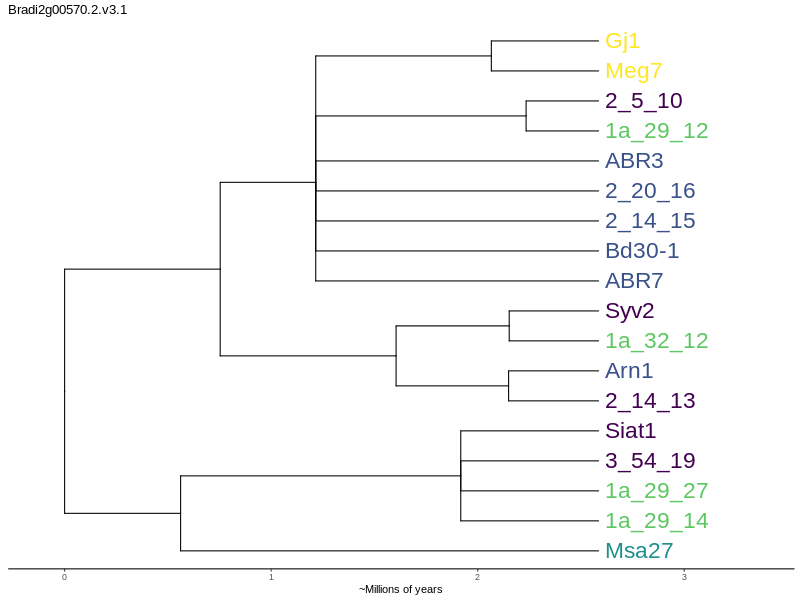 Bradi2g00570.2.v3.1
Gj1
Meg7
2_5_10
1a_29_12
ABR3
2_20_16
2_14_15
Bd30-1
ABR7
Syv2
1a_32_12
Arn1
2_14_13
Siat1
3_54_19
1a_29_27
1a_29_14
Msa27
0 1 2 3
~Millions of years